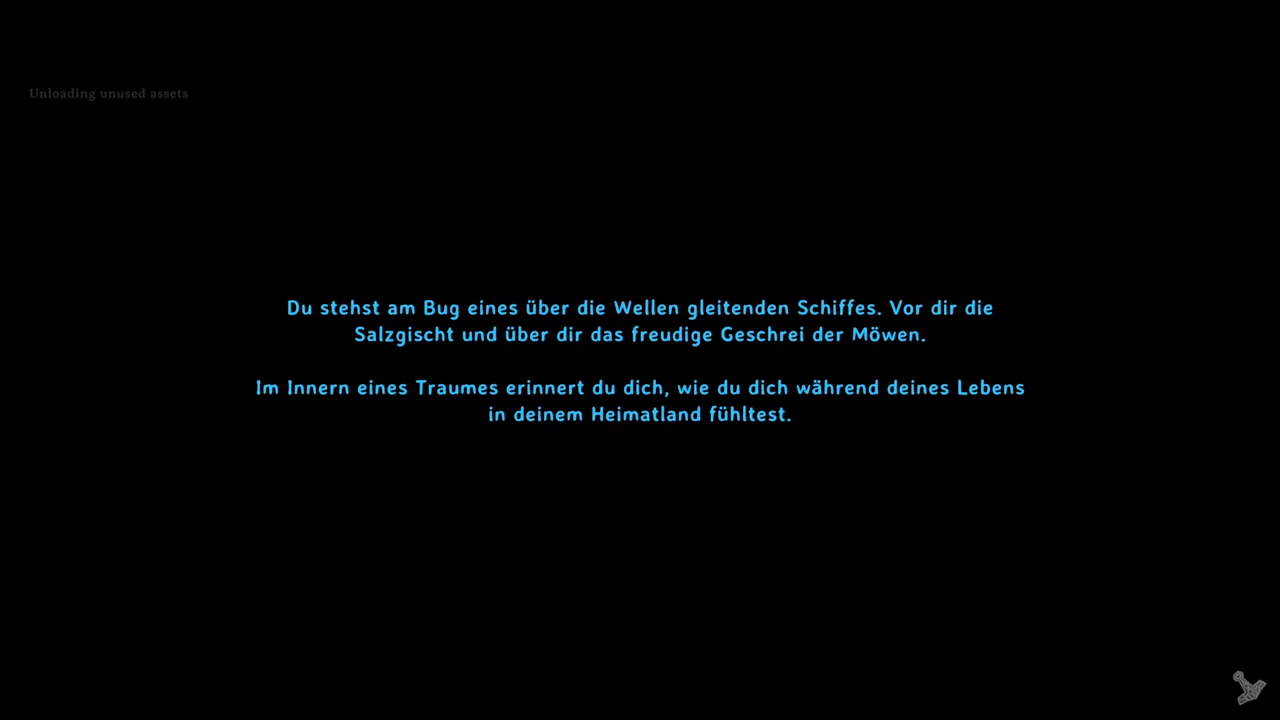 Unloading unused assets
Du stehst am Bug eines über die Wellen gleitenden Schiffes. Vor dir die
Salzgischt und über dir das freudige Geschrei der Möwen.
Im Innern eines Traumes erinnert du dich, wie du dich während deines Lebens
in deinem Heimatland fühltest.